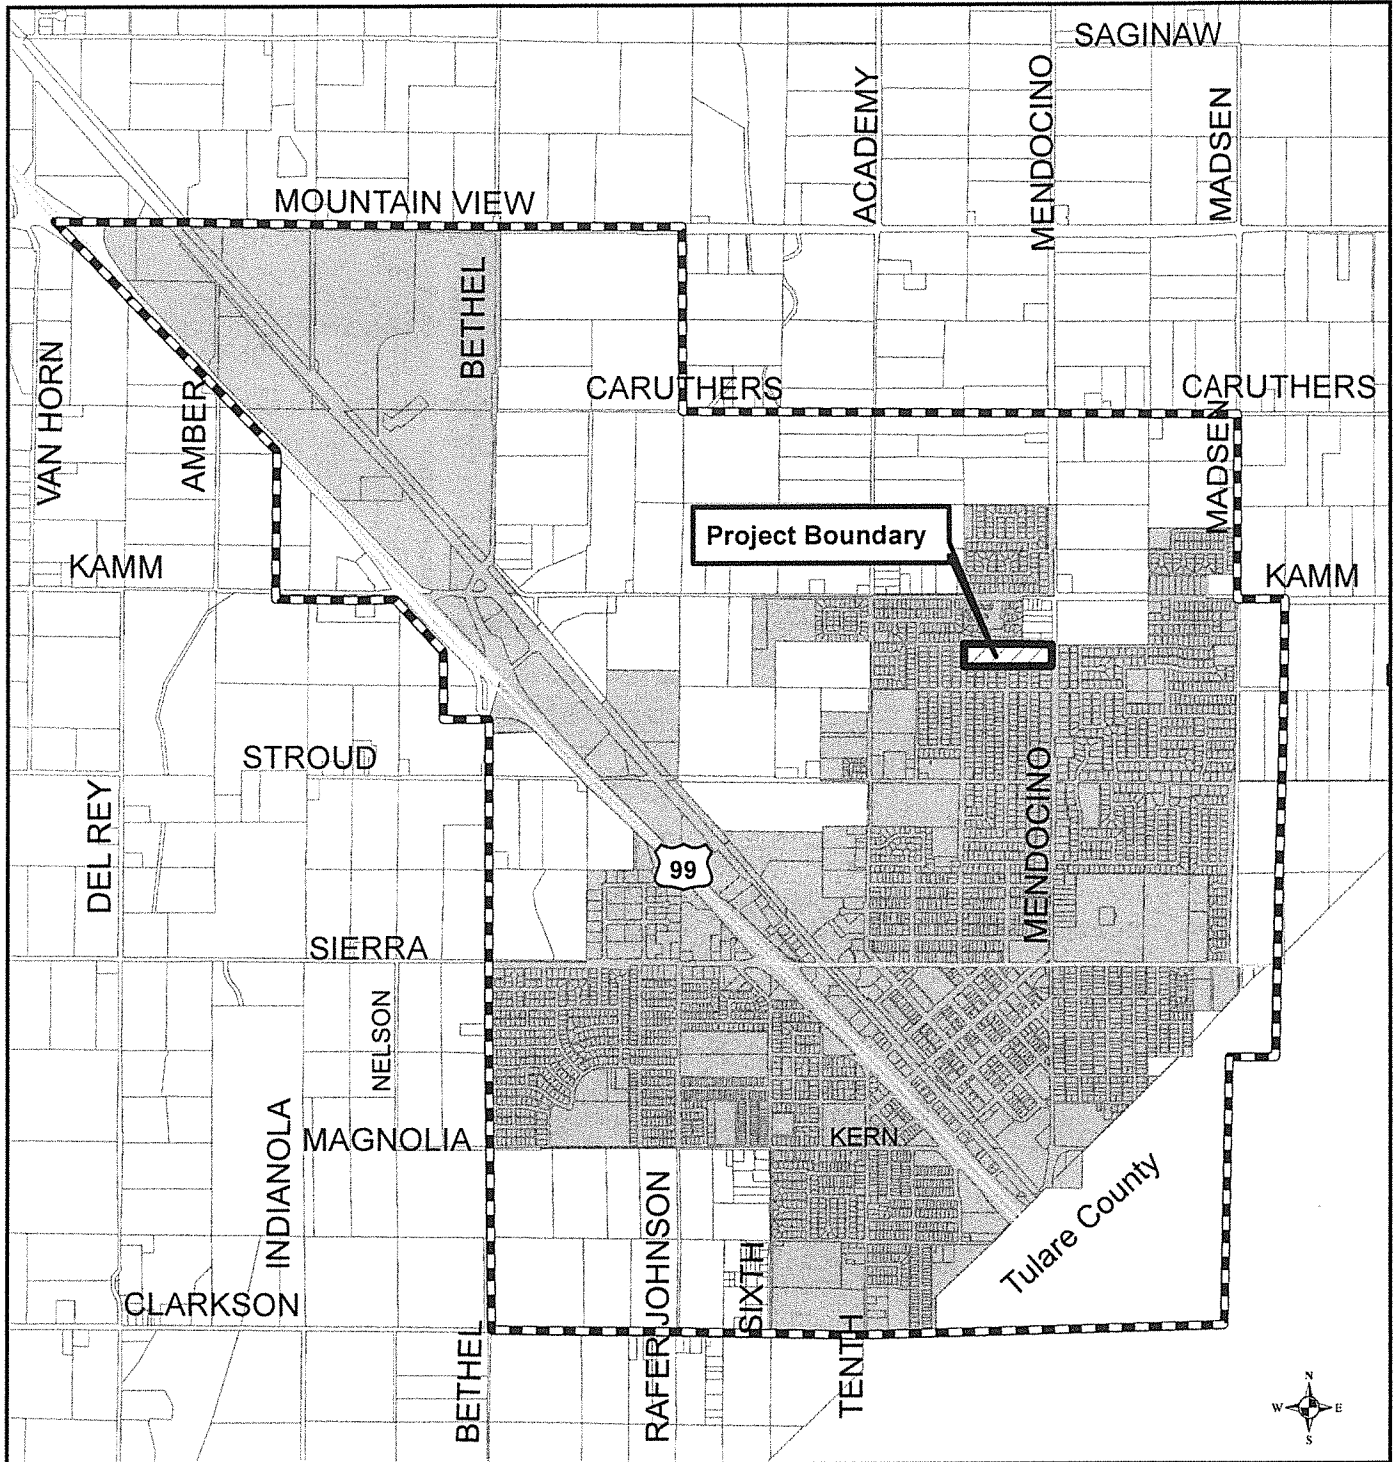 SAGINAW
ACADEMY
MENDOCINO
MADSEN
MOUNTAIN VIEW
BETHEL
VAN HORN
AMBER
CARUTHERS
CARUTHERS
MADSEN
Project Boundary
KAMM
KAMM
STROUD
DEL REY
MENDOCINO
99
SIERRA
NELSON
INDIANOLA
MAGNOLIA
KERN
Tulare County
RAFER JOHNSON
SIXTH
CLARKSON
BETHEL
TENTH
N
W
E
S